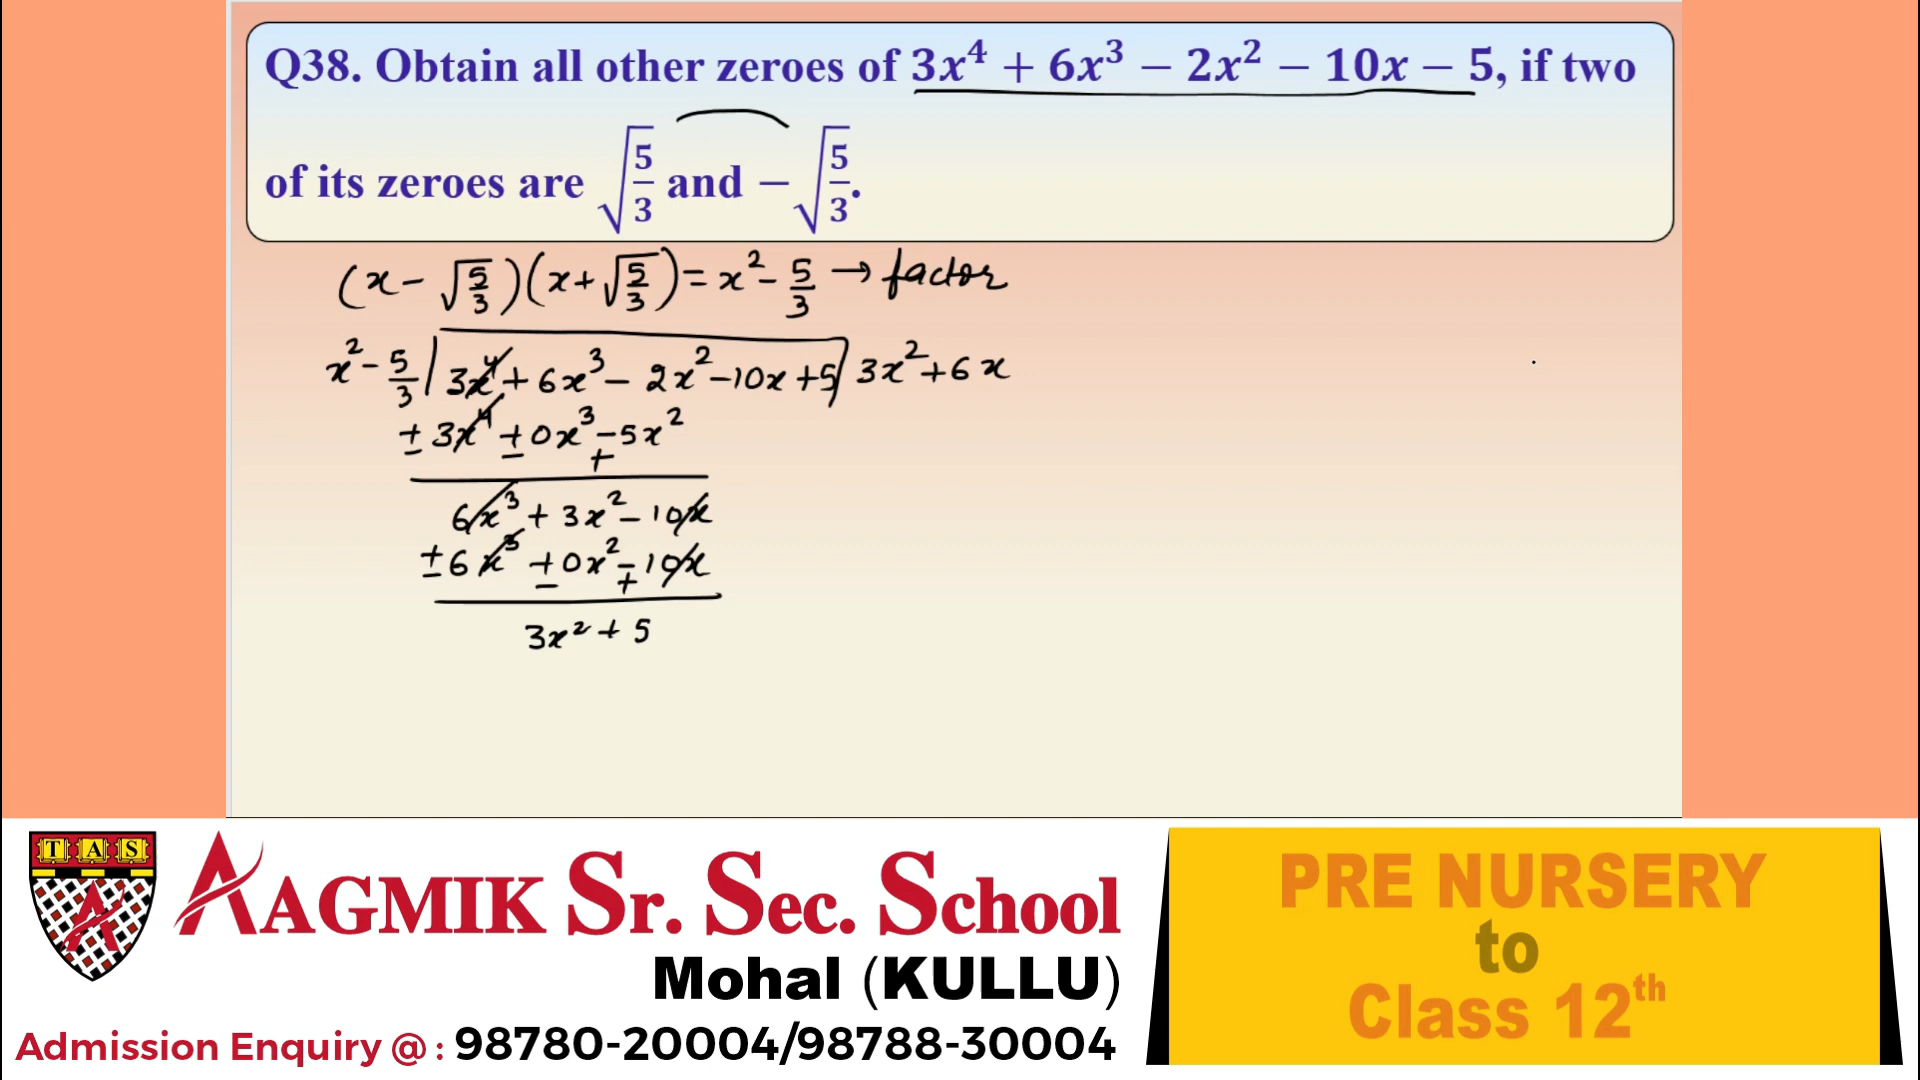 Q38. Obtain all other zeroes of 3x⁴ + 6x³ − 2x² − 10x − 5, if two
of its zeroes are √(5/3) and − √(5/3).
(x − √(5/3))(x + √(5/3)) = x² − 5/3 → factor
x² − 5/3 | 3x⁴ + 6x³ − 2x² − 10x + 5 | 3x² + 6x
± 3x⁴ ± 0x³ − 5x²
+
6x³ + 3x² − 10x
± 6x³ ± 0x² − 10x
+
3x² + 5
TAS
AAGMIK Sr. Sec. School
Mohal (KULLU)
Admission Enquiry @ : 98780-20004/98788-30004
PRE NURSERY
to
Class 12th